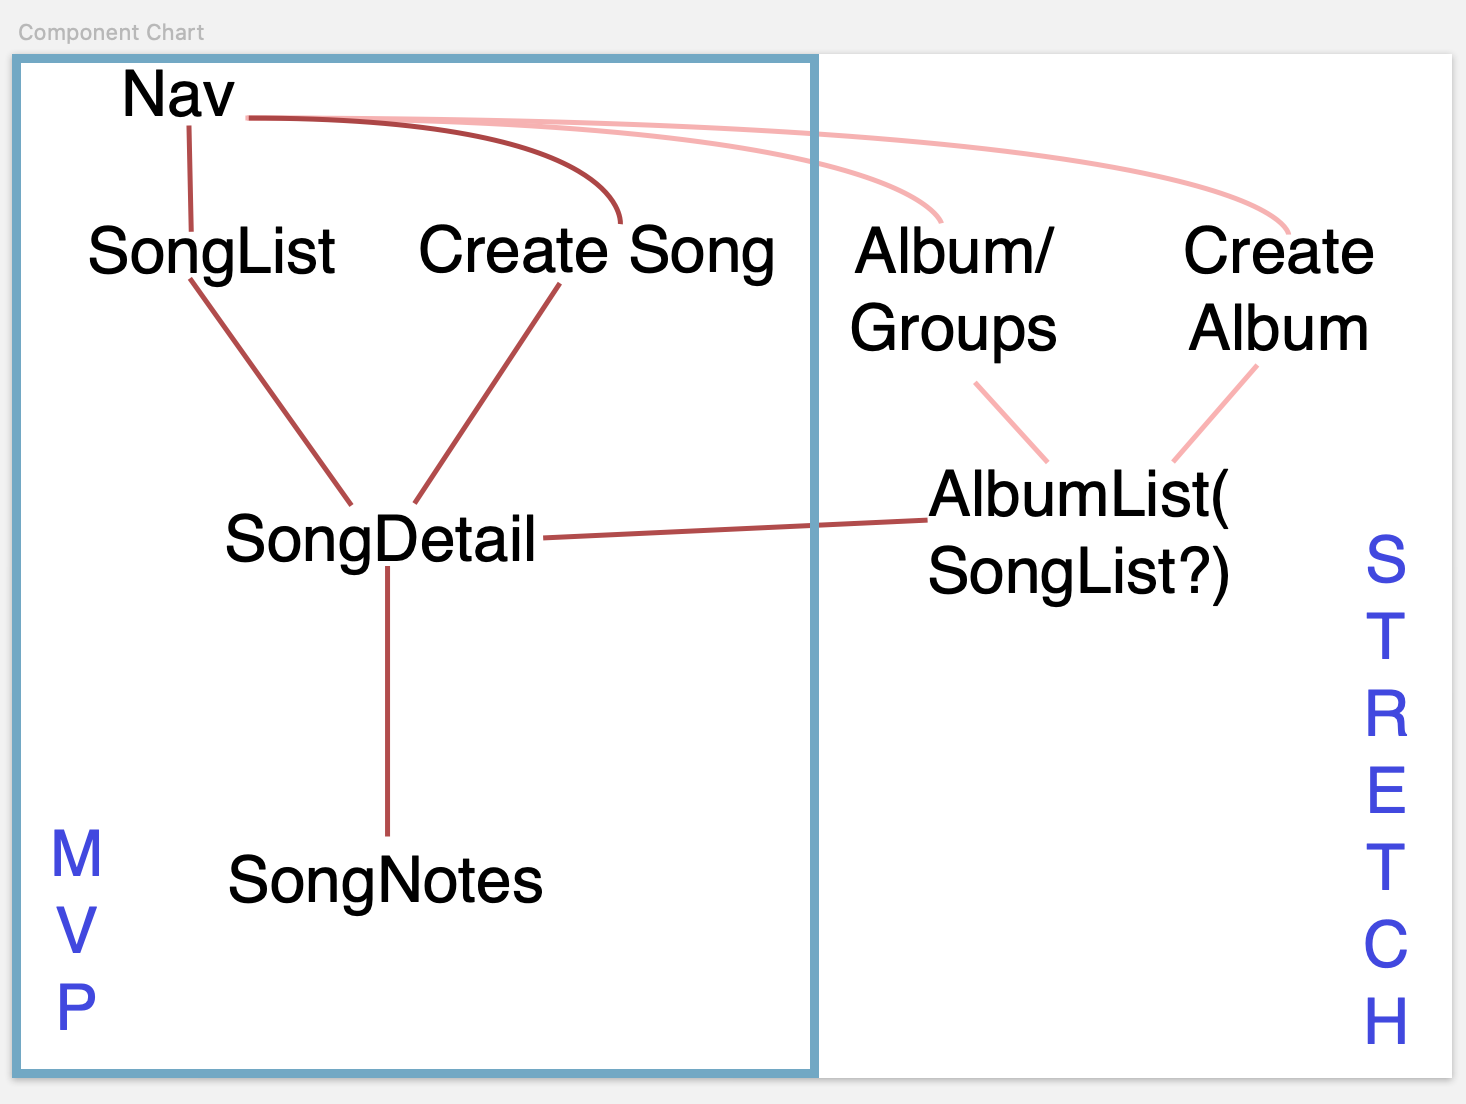 Component Chart
Nav
SongList
Create Song
Album/
Groups
Create
Album
SongDetail
AlbumList(
SongList?)
SongNotes
M
V
P
S
T
R
E
T
C
H